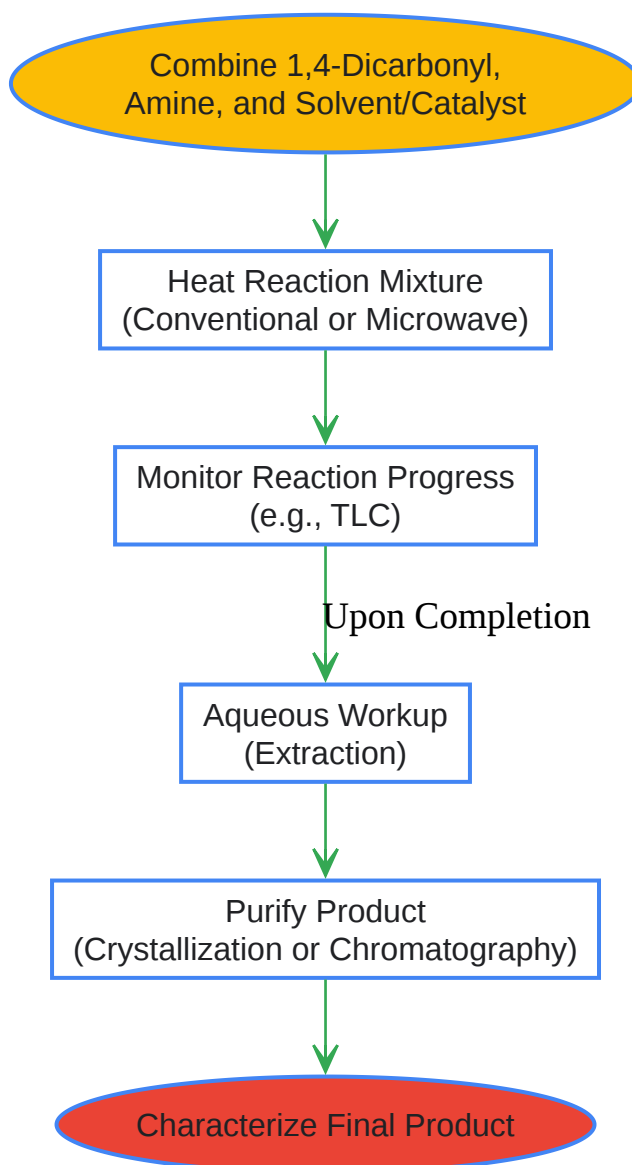 Combine 1,4-Dicarbonyl,
Amine, and Solvent/Catalyst
Heat Reaction Mixture
(Conventional or Microwave)
Monitor Reaction Progress
(e.g., TLC)
Upon Completion
Aqueous Workup
(Extraction)
Purify Product
(Crystallization or Chromatography)
Characterize Final Product